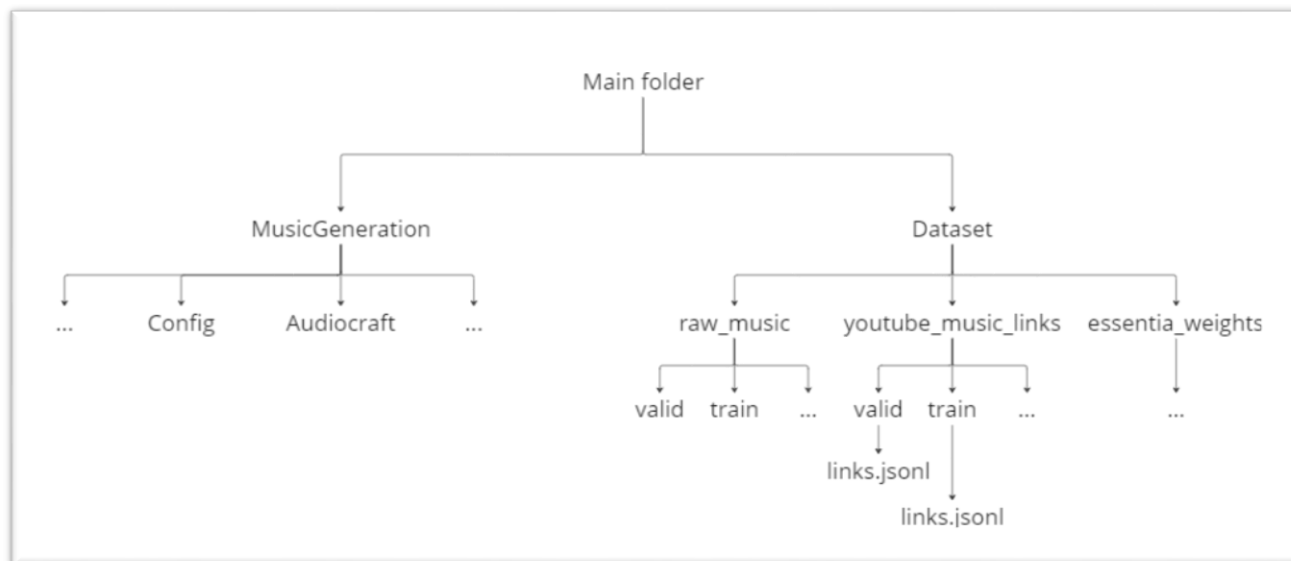 Main folder
MusicGeneration Dataset
... Config Audiocraft ... raw_music youtube_music_links essentia_weights
valid train ... valid train ... ...
links.jsonl
links.jsonl